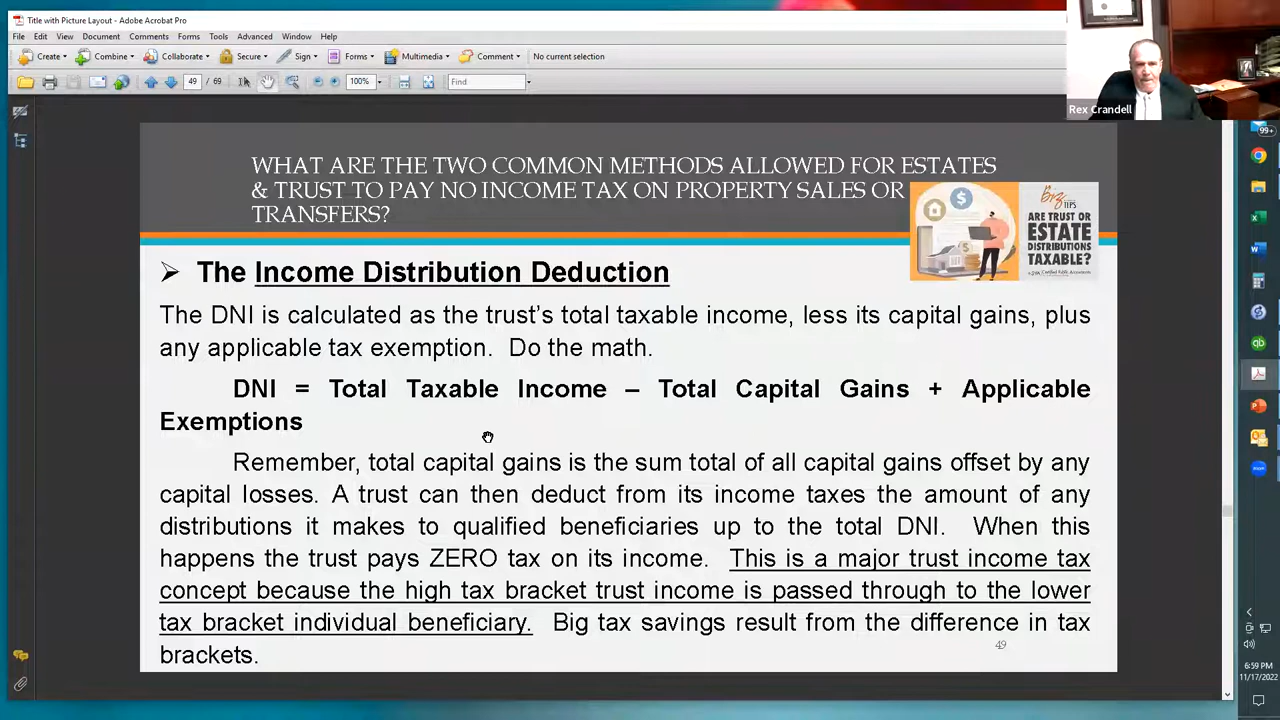 Title with Picture Layout - Adobe Acrobat Pro
File Edit View Document Comments Forms Tools Advanced Window Help
Create Combine Collaborate Secure Sign Forms Multimedia Comment No current selection
49 / 69 100% Find
Rex Crandell
99+
WHAT ARE THE TWO COMMON METHODS ALLOWED FOR ESTATES
& TRUST TO PAY NO INCOME TAX ON PROPERTY SALES OR
TRANSFERS?
Biz
TIPS
ARE TRUST OR
ESTATE
DISTRIBUTIONS
TAXABLE?
Certified Public Accountants
➢ The Income Distribution Deduction
The DNI is calculated as the trust’s total taxable income, less its capital gains, plus
any applicable tax exemption. Do the math.
DNI = Total Taxable Income – Total Capital Gains + Applicable
Exemptions
Remember, total capital gains is the sum total of all capital gains offset by any
capital losses. A trust can then deduct from its income taxes the amount of any
distributions it makes to qualified beneficiaries up to the total DNI. When this
happens the trust pays ZERO tax on its income. This is a major trust income tax
concept because the high tax bracket trust income is passed through to the lower
tax bracket individual beneficiary. Big tax savings result from the difference in tax
brackets.
49
6:59 PM
11/17/2022